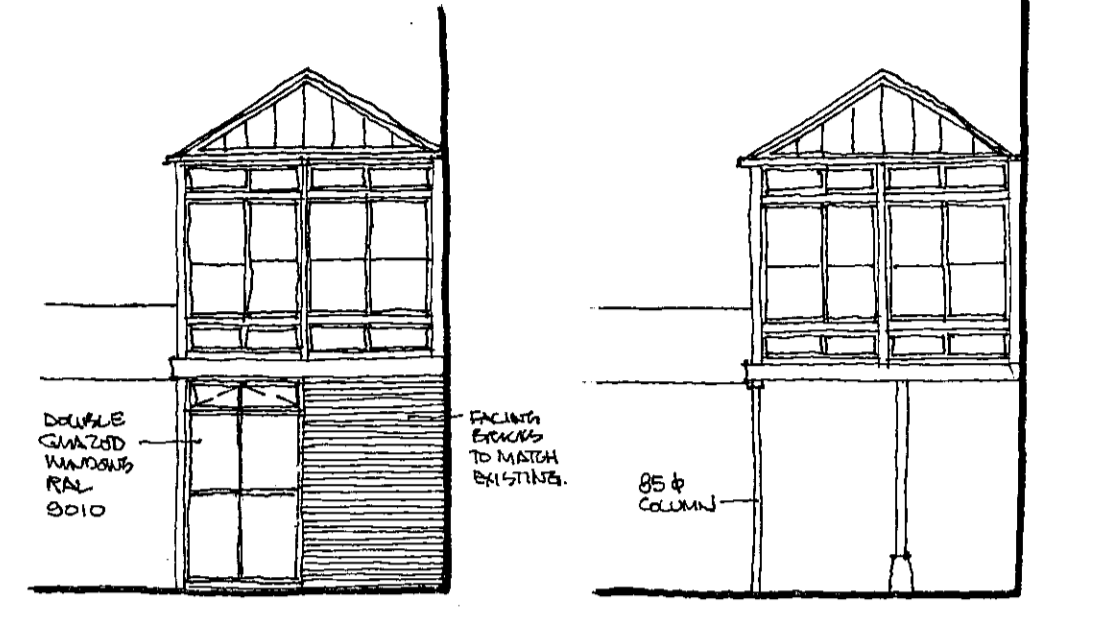 DOUBLE
GLAZED
WINDOWS
RAL
9010
FACING
BRICKS
TO MATCH
EXISTING.
85 ϕ
COLUMN